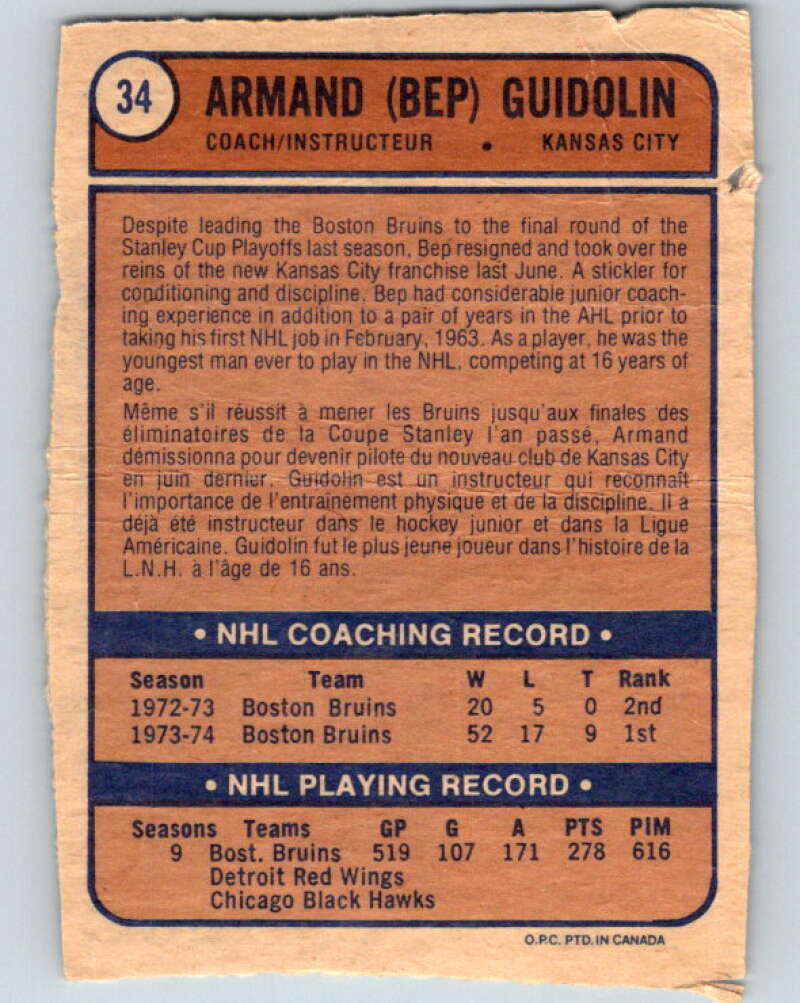 34
ARMAND (BEP) GUIDOLIN
COACH/INSTRUCTEUR • KANSAS CITY
Despite leading the Boston Bruins to the final round of the
Stanley Cup Playoffs last season, Bep resigned and took over the
reins of the new Kansas City franchise last June. A stickler for
conditioning and discipline, Bep had considerable junior coach-
ing experience in addition to a pair of years in the AHL prior to
taking his first NHL job in February, 1963. As a player, he was the
youngest man ever to play in the NHL, competing at 16 years of
age.
Même s'il réussit à mener les Bruins jusqu'aux finales des
éliminatoires de la Coupe Stanley l'an passé, Armand
démissionna pour devenir pilote du nouveau club de Kansas City
en juin dernier. Guidolin est un instructeur qui reconnaît
l'importance de l'entraînement physique et de la discipline. Il a
déjà été instructeur dans le hockey junior et dans la Ligue
Américaine. Guidolin fut le plus jeune joueur dans l'histoire de la
L.N.H. à l'âge de 16 ans.
• NHL COACHING RECORD •
Season Team W L T Rank
1972-73 Boston Bruins 20 5 0 2nd
1973-74 Boston Bruins 52 17 9 1st
• NHL PLAYING RECORD •
Seasons Teams GP G A PTS PIM
9 Bost. Bruins 519 107 171 278 616
Detroit Red Wings
Chicago Black Hawks
O.P.C. PTD. IN CANADA